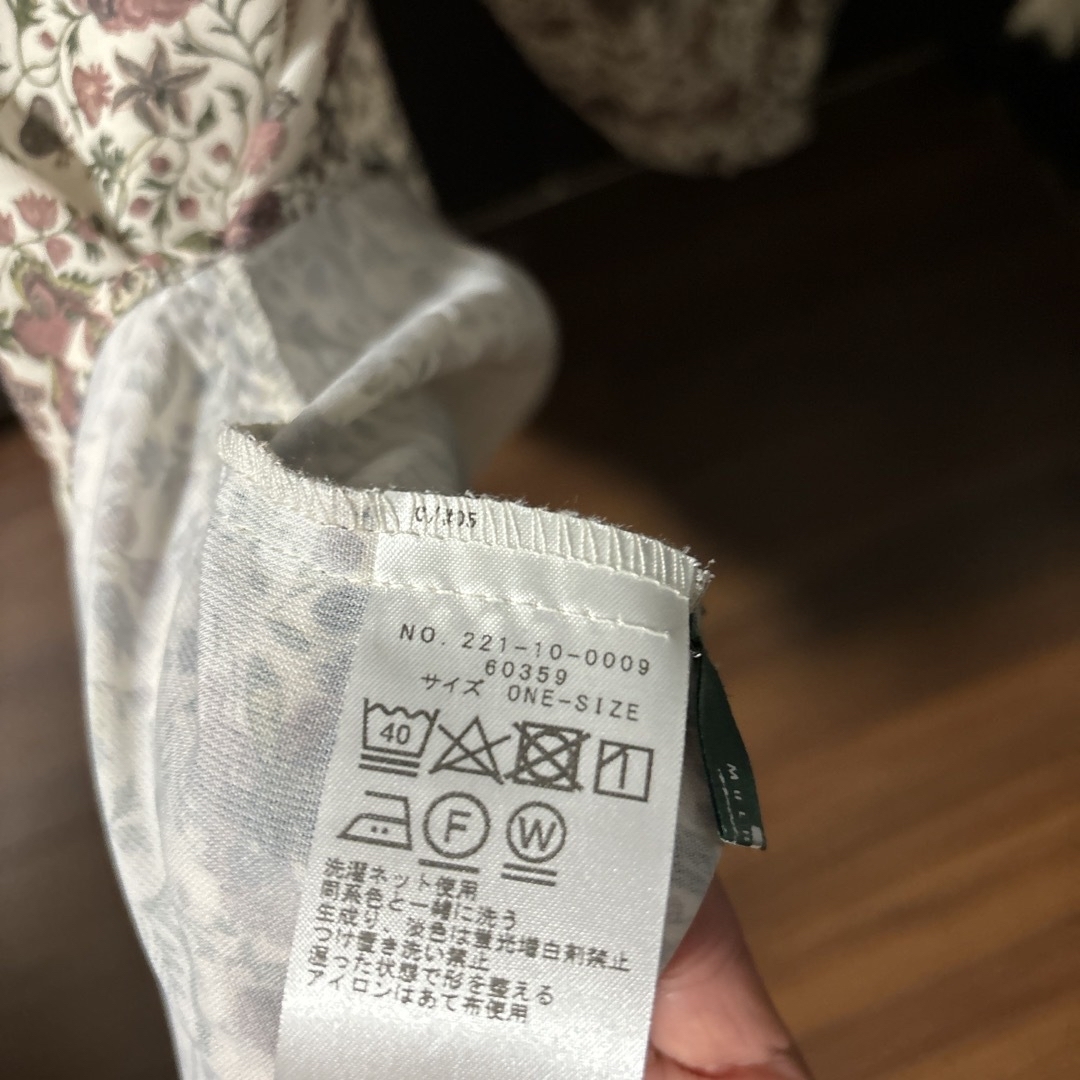 NO. 221-10-0009
60359
サイズ ONE-SIZE
40
F W
洗濯ネット使用
同系色と一緒に洗う
生成り、淡色は蛍光増白剤禁止
つけ置き洗い禁止
湿った状態で形を整える
アイロンはあて布使用